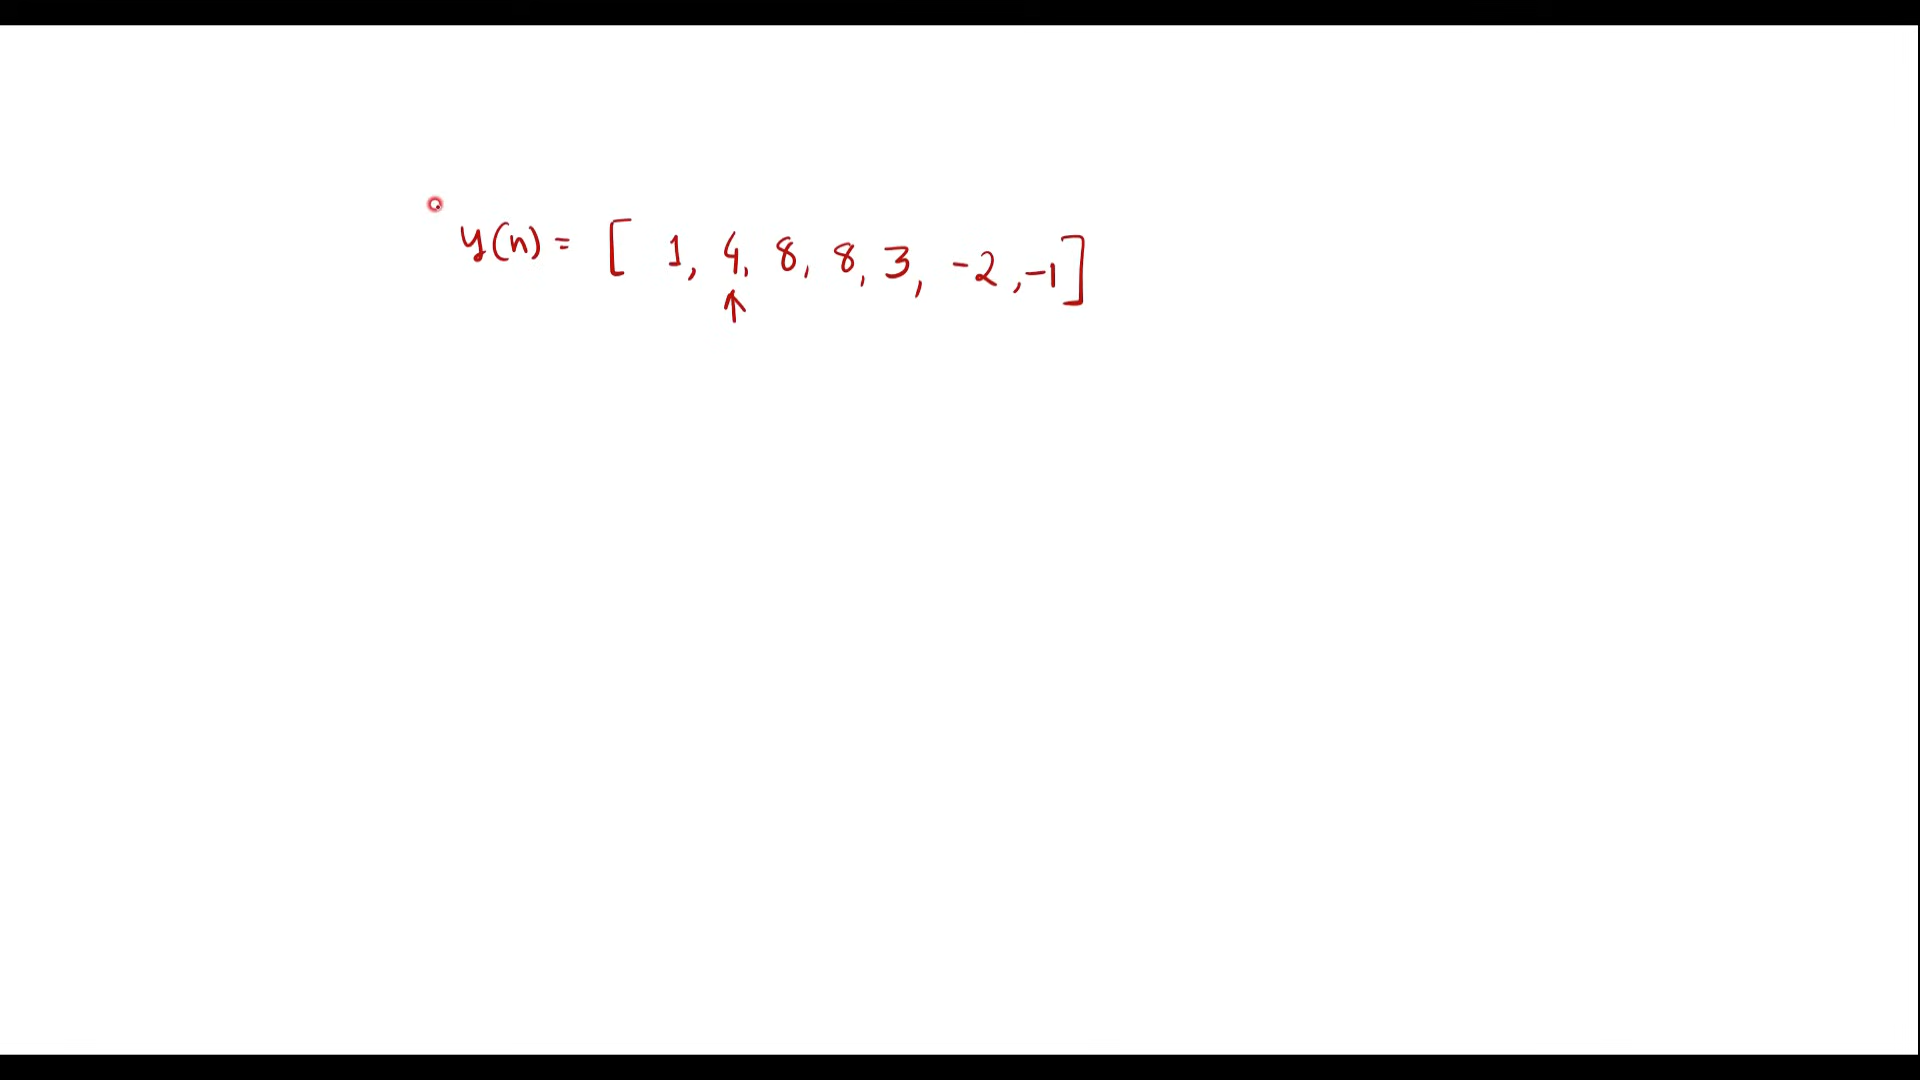 y(n) = [ 1, 4, 8, 8, 3, -2, -1]
↑